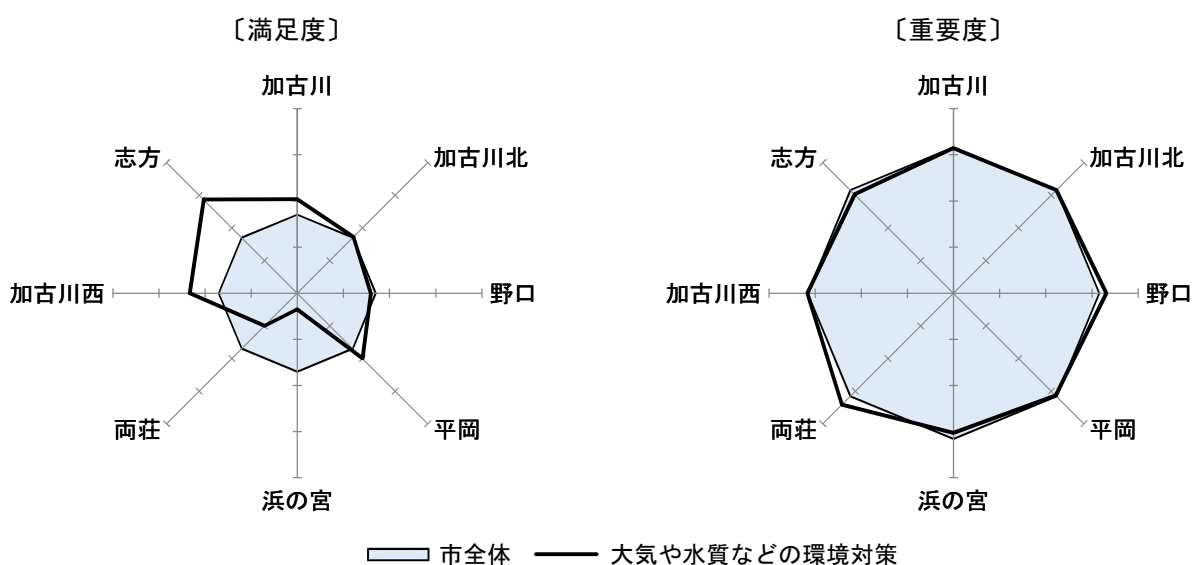 〔満足度〕
加古川
加古川北
野口
平岡
浜の宮
両荘
加古川西
志方
〔重要度〕
加古川
加古川北
野口
平岡
浜の宮
両荘
加古川西
志方
市全体
大気や水質などの環境対策